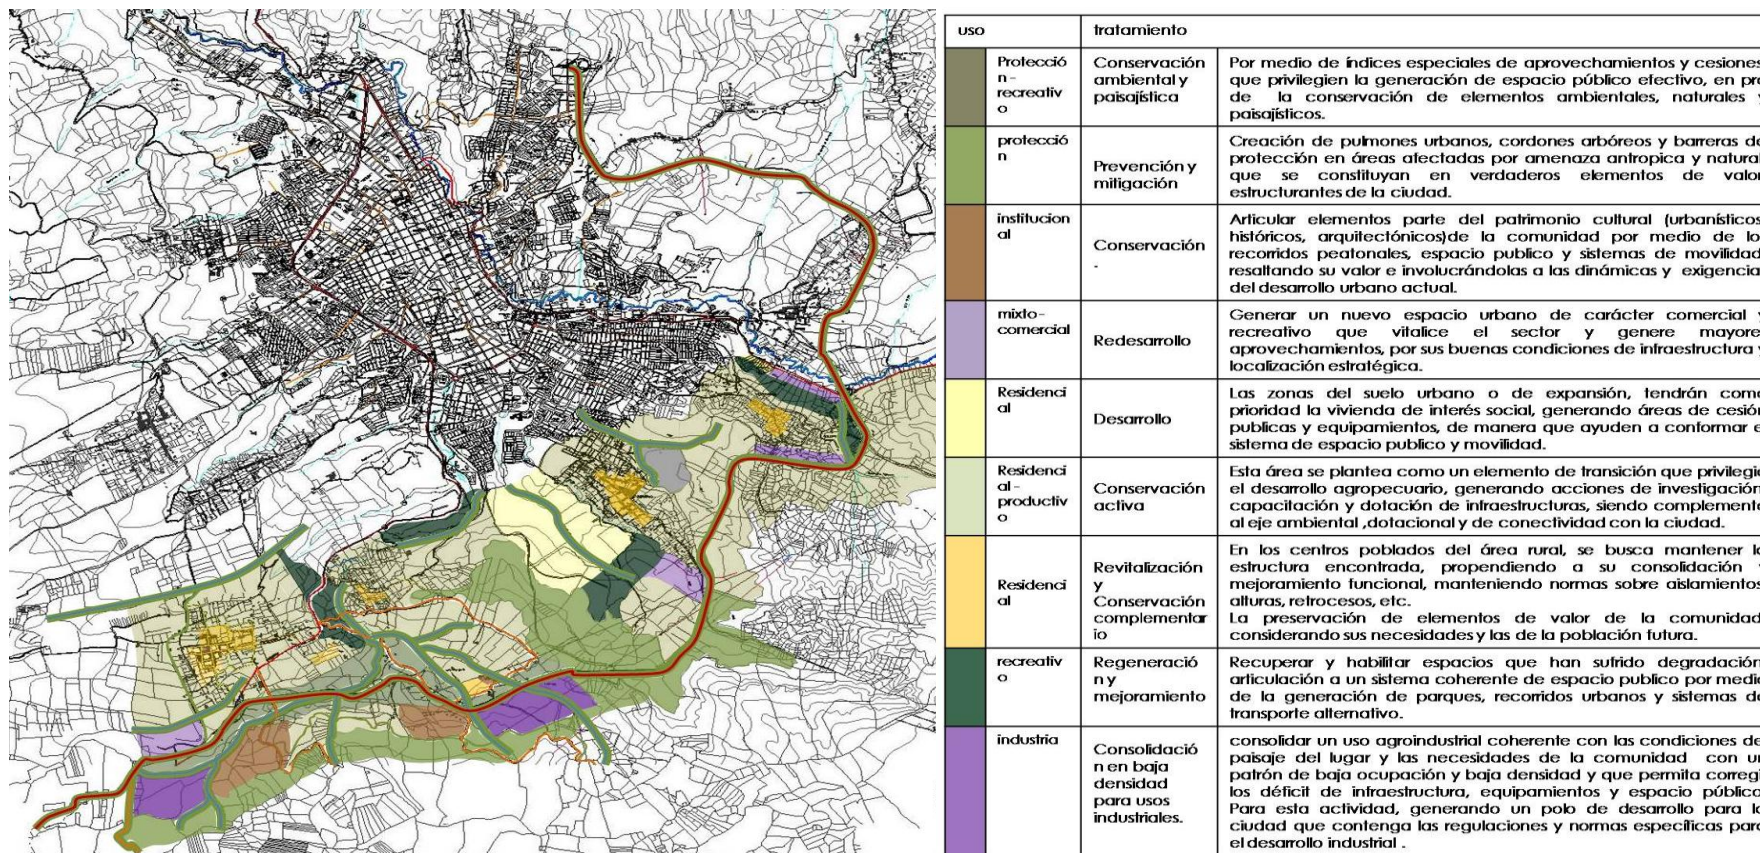 uso tratamiento
Protecció
n -
recreativ
o
Conservación
ambiental y
paisajística
Por medio de índices especiales de aprovechamientos y cesiones
que privilegien la generación de espacio público efectivo, en pro
de la conservación de elementos ambientales, naturales y
paisajísticos.
protecció
n
Prevención y
mitigación
Creación de pulmones urbanos, cordones arbóreos y barreras de
protección en áreas afectadas por amenaza antropica y natural
que se constituyan en verdaderos elementos de valor
estructurantes de la ciudad.
institucion
al
Conservación
.
Articular elementos parte del patrimonio cultural (urbanísticos
históricos, arquitectónicos)de la comunidad por medio de lo
recorridos peatonales, espacio publico y sistemas de movilidad
resaltando su valor e involucrándolas a las dinámicas y exigencia
del desarrollo urbano actual.
mixto-
comercial
Redesarrollo
Generar un nuevo espacio urbano de carácter comercial y
recreativo que vitalice el sector y genere mayore
aprovechamientos, por sus buenas condiciones de infraestructura y
localización estratégica.
Residenci
al
Desarrollo
Las zonas del suelo urbano o de expansión, tendrán como
prioridad la vivienda de interés social, generando áreas de cesión
publicas y equipamientos, de manera que ayuden a conformar e
sistema de espacio publico y movilidad.
Residenci
al -
productiv
o
Conservación
activa
Esta área se plantea como un elemento de transición que privilegia
el desarrollo agropecuario, generando acciones de investigación
capacitación y dotación de infraestructuras, siendo complemento
al eje ambiental ,dotacional y de conectividad con la ciudad.
Residenci
al
Revitalización
y
Conservación
complementar
io
En los centros poblados del área rural, se busca mantener la
estructura encontrada, propendiendo a su consolidación y
mejoramiento funcional, manteniendo normas sobre aislamientos
alturas, retrocesos, etc.
La preservación de elementos de valor de la comunidad
considerando sus necesidades y las de la población futura.
recreativ
o
Regeneració
n y
mejoramiento
Recuperar y habilitar espacios que han sufrido degradación
articulación a un sistema coherente de espacio publico por medio
de la generación de parques, recorridos urbanos y sistemas de
transporte alternativo.
industria
Consolidació
n en baja
densidad
para usos
industriales.
consolidar un uso agroindustrial coherente con las condiciones de
paisaje del lugar y las necesidades de la comunidad con un
patrón de baja ocupación y baja densidad y que permita corregi
los déficit de infraestructura, equipamientos y espacio público
Para esta actividad, generando un polo de desarrollo para la
ciudad que contenga las regulaciones y normas específicas para
el desarrollo industrial .